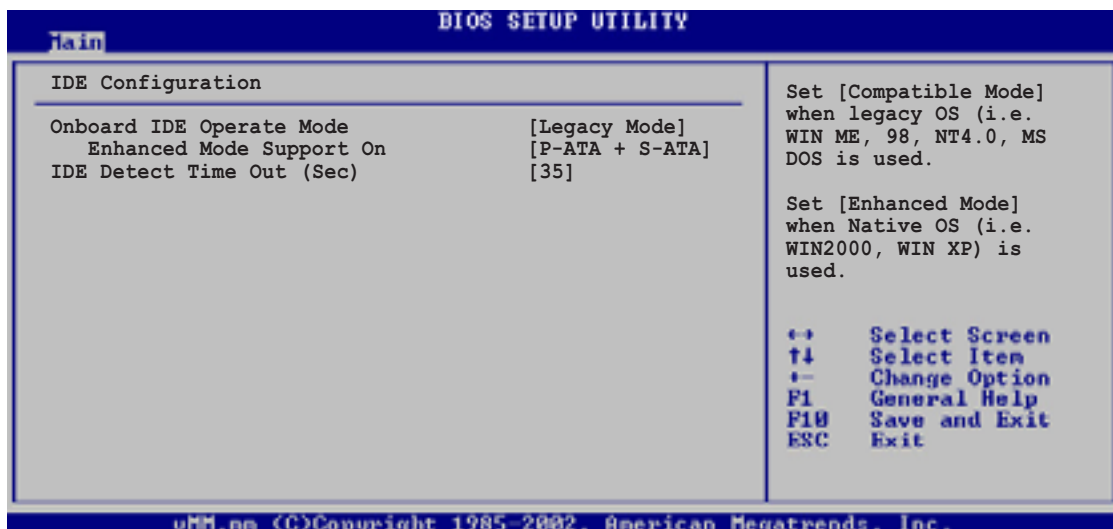 BIOS SETUP UTILITY
Main
IDE Configuration
Onboard IDE Operate Mode [Legacy Mode]
Enhanced Mode Support On [P-ATA + S-ATA]
IDE Detect Time Out (Sec) [35]
Set [Compatible Mode]
when legacy OS (i.e.
WIN ME, 98, NT4.0, MS
DOS is used.
Set [Enhanced Mode]
when Native OS (i.e.
WIN2000, WIN XP) is
used.
↔ Select Screen
↑↓ Select Item
+- Change Option
F1 General Help
F10 Save and Exit
ESC Exit
(C)Copyright 1985-2002, American Megatrends, Inc.